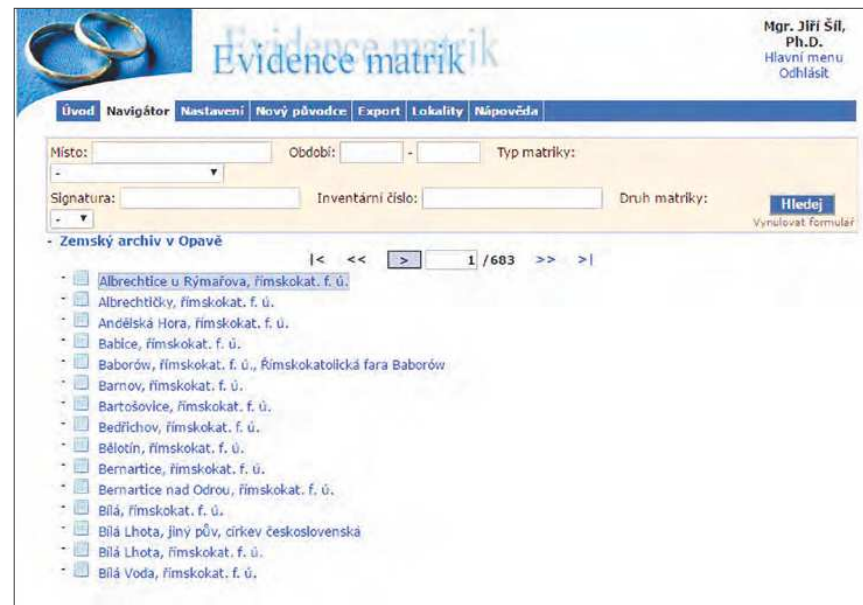 Evidence matrik
Mgr. Jiří Šíl,
Ph.D.
Hlavní menu
Odhlásit
Úvod Navigátor Nastavení Nový původce Export Lokality Nápověda
Místo: Období: - Typ matriky:
-
Signatura: Inventární číslo: Druh matriky:
- Hledej
Vynulovat formulář
- Zemský archiv v Opavě
|< << > 1 /683 >> >|
- Albrechtice u Rýmařova, římskokat. f. ú.
- Albrechtičky, římskokat. f. ú.
- Andělská Hora, římskokat. f. ú.
- Babice, římskokat. f. ú.
- Baborów, římskokat. f. ú., Římskokatolická fara Baborów
- Barnov, římskokat. f. ú.
- Bartošovice, římskokat. f. ú.
- Bedřichov, římskokat. f. ú.
- Bělotín, římskokat. f. ú.
- Bernartice, římskokat. f. ú.
- Bernartice nad Odrou, římskokat. f. ú.
- Bílá, římskokat. f. ú.
- Bílá Lhota, jiný pův, církev československá
- Bílá Lhota, římskokat. f. ú.
- Bílá Voda, římskokat. f. ú.